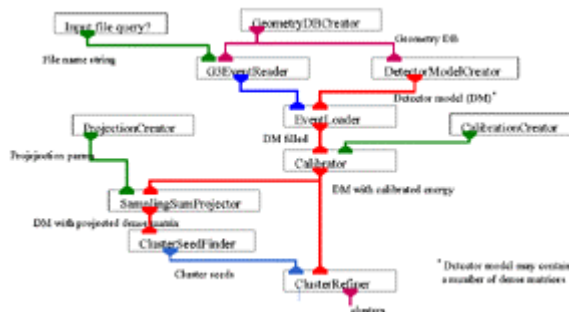 Input file query?
GeometryDBCreator
Geometry DB
File name string
G3EventReader
DetectorModelCreator
Detector model (DM)*
EventLoader
ProjectionCreator
DM filled
CalibrationCreator
Projection params
Calibrator
DM with calibrated energy
SamplingSumProjector
DM with projected dense matrix
ClusterSeedFinder
Cluster seeds
ClusterRefiner
* Detector model may contain
a number of dense matrices
clusters